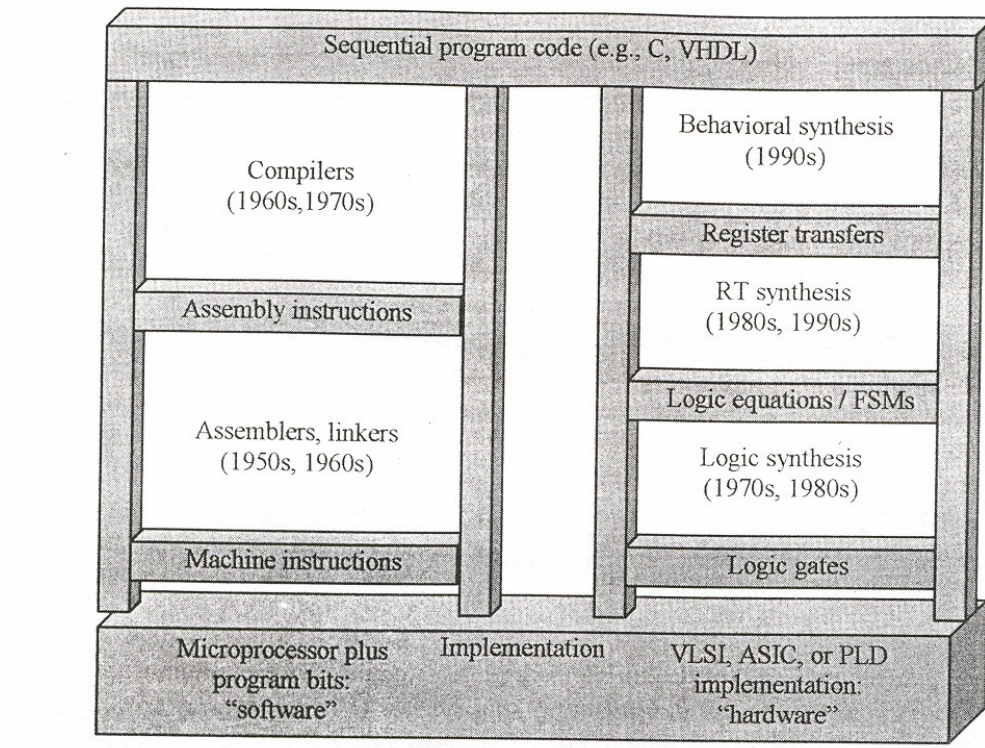 Sequential program code (e.g., C, VHDL)
Compilers
(1960s,1970s)
Assembly instructions
Assemblers, linkers
(1950s, 1960s)
Machine instructions
Behavioral synthesis
(1990s)
Register transfers
RT synthesis
(1980s, 1990s)
Logic equations / FSMs
Logic synthesis
(1970s, 1980s)
Logic gates
Microprocessor plus
program bits:
“software”
Implementation
VLSI, ASIC, or PLD
implementation:
“hardware”